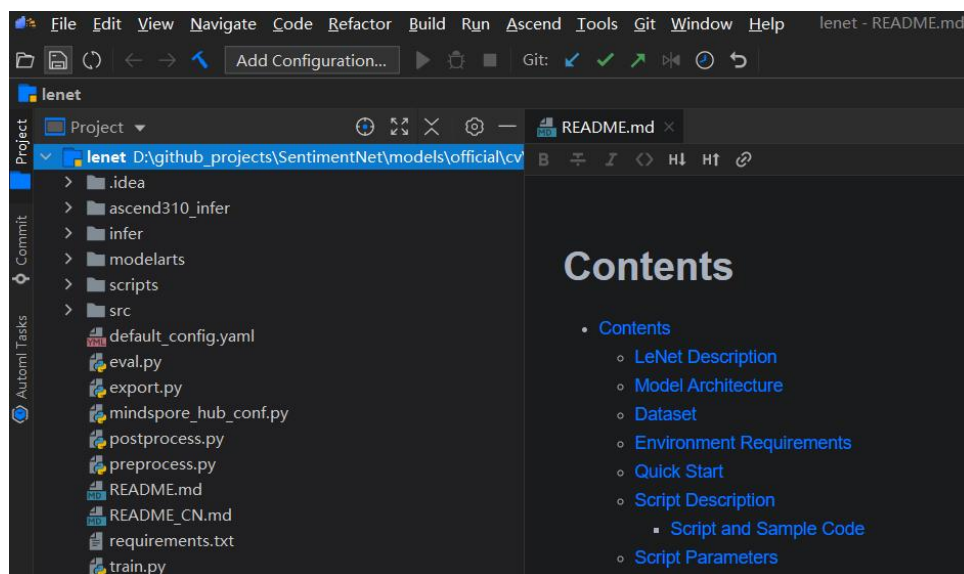 File Edit View Navigate Code Refactor Build Run Ascend Tools Git Window Help lenet - README.md
Add Configuration... Git:
lenet
Project
Commit
Automl Tasks
Project
lenet D:\github_projects\SentimentNet\models\official\cv\
.idea
ascend310_infer
infer
modelarts
scripts
src
default_config.yaml
eval.py
export.py
mindspore_hub_conf.py
postprocess.py
preprocess.py
README.md
README_CN.md
requirements.txt
train.py
README.md
B I H↓ H↑
Contents
Contents
LeNet Description
Model Architecture
Dataset
Environment Requirements
Quick Start
Script Description
Script and Sample Code
Script Parameters